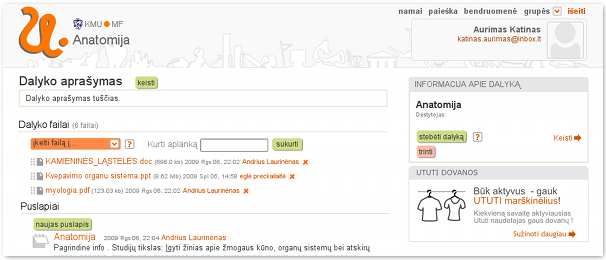 namai paieška bendruomenė grupės išeiti
KMU MF
Anatomija
Aurimas Katinas
katinas.aurimas@inbox.lt
Dalyko aprašymas keisti
Dalyko aprašymas tuščias.
Dalyko failai (6 failai)
Įkelti failą į... ? Kurti aplanką sukurti
KAMIENINĖS_LĄSTELĖS.doc (696.0 kb) 2009 Rgs 06, 22:02 Andrius Laurinėnas
Kvepavimo organu sistema.ppt (9.62 Mb) 2009 Spl 05, 14:59 eglė preckailaitė
myologia.pdf (123.03 kb) 2009 Rgs 06, 22:02 Andrius Laurinėnas
Puslapiai
naujas puslapis
Anatomija 2009 Rgs 06, 22:04 Andrius Laurinėnas
Pagrindinė info . Studijų tikslas: Įgyti žinias apie žmogaus kūno, organų sistemų bei atskirų
INFORMACIJA APIE DALYKĄ
Anatomija
Dėstytojas:
stebėti dalyką ? Keisti
trinti
UTUTI DOVANOS
Būk aktyvus - gauk
UTUTI marškinėlius!
Kiekvieną savaitę aktyviausias
Ututi naudotojas gaus dovanų !
Sužinoti daugiau